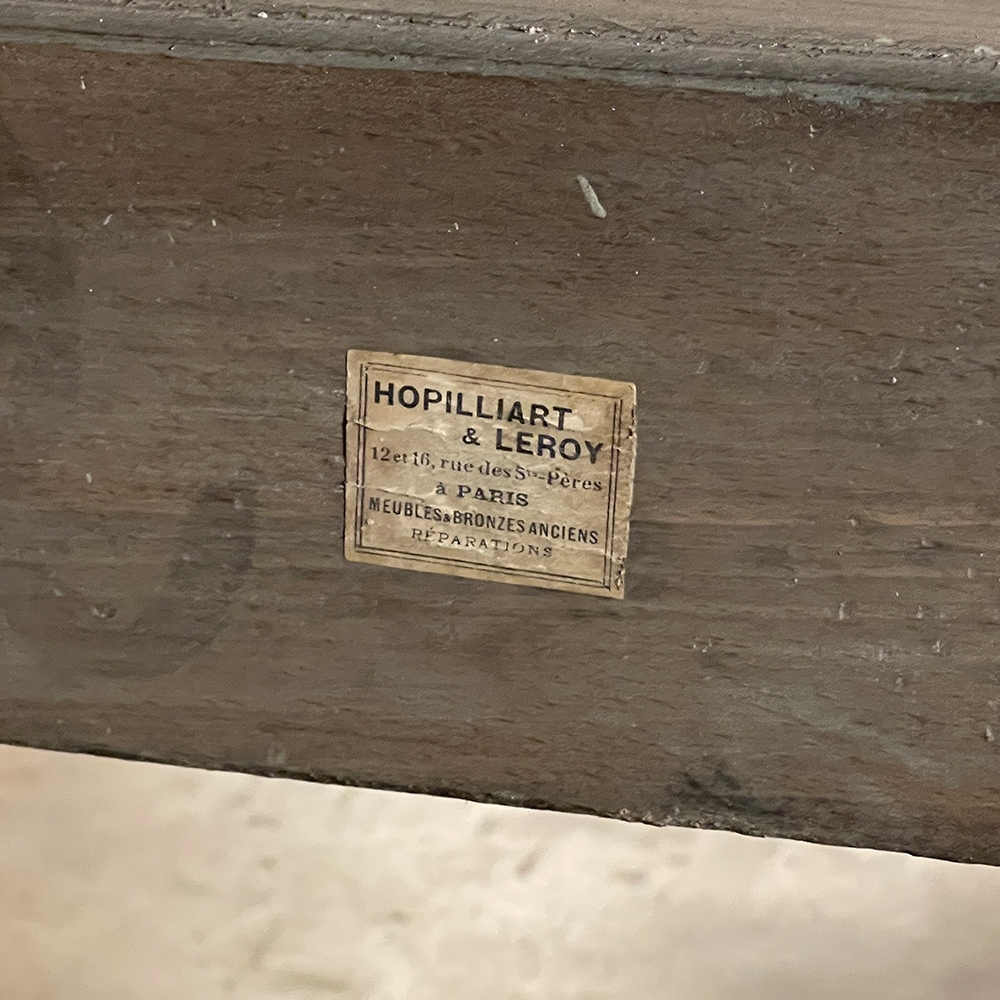 HOPILLIART
& LEROY
12 et 16, rue des Sts-Pères
à PARIS
MEUBLES & BRONZES ANCIENS
RÉPARATIONS